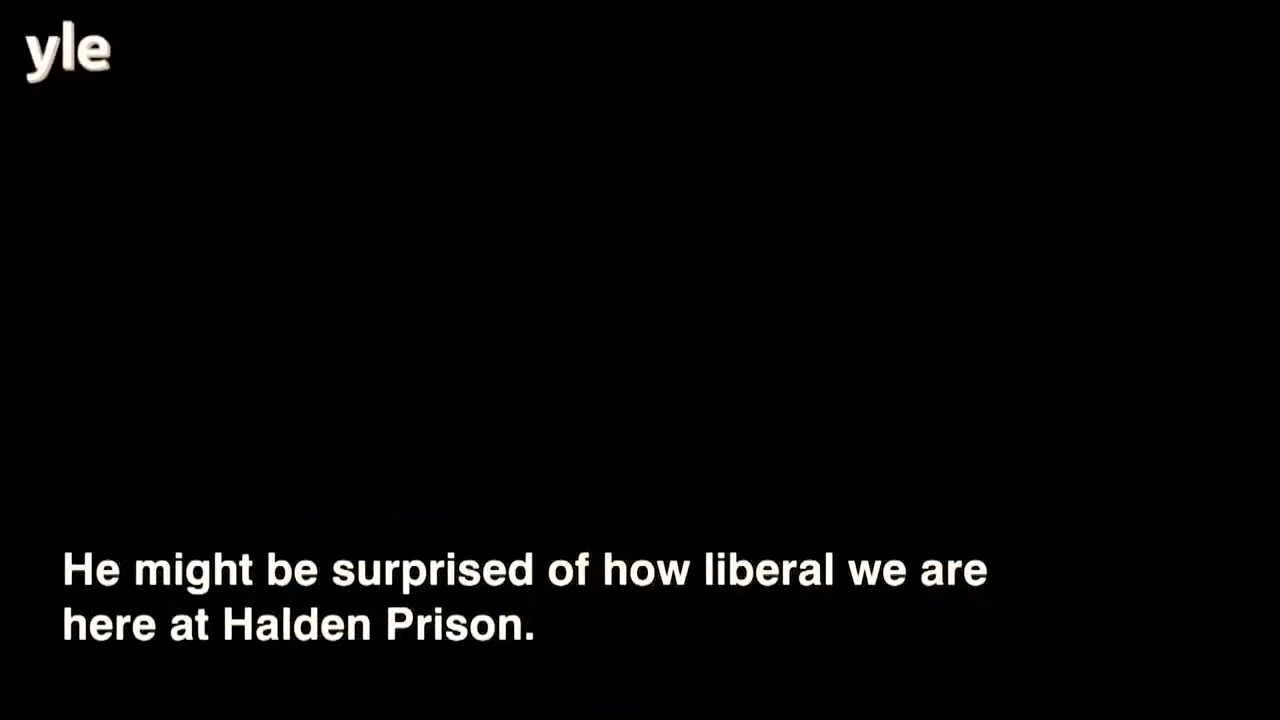 yle
He might be surprised of how liberal we are
here at Halden Prison.